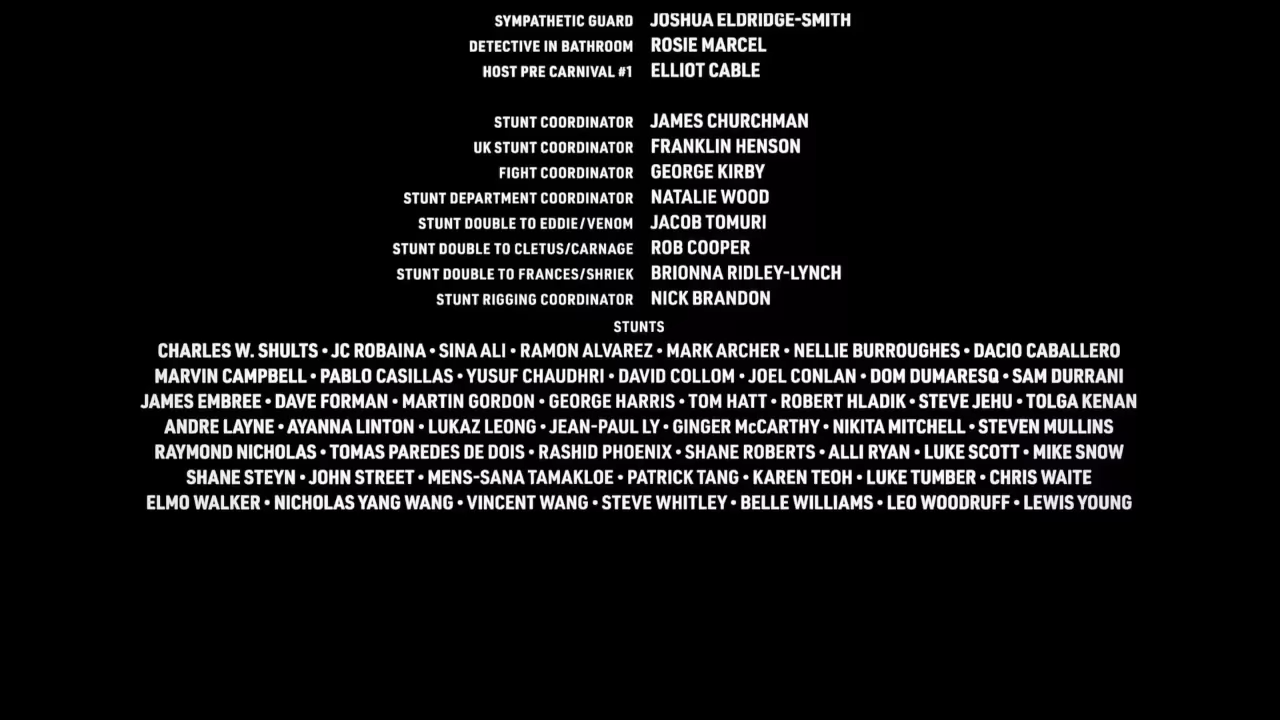 SYMPATHETIC GUARD JOSHUA ELDRIDGE-SMITH
DETECTIVE IN BATHROOM ROSIE MARCEL
HOST PRE CARNIVAL #1 ELLIOT CABLE
STUNT COORDINATOR JAMES CHURCHMAN
UK STUNT COORDINATOR FRANKLIN HENSON
FIGHT COORDINATOR GEORGE KIRBY
STUNT DEPARTMENT COORDINATOR NATALIE WOOD
STUNT DOUBLE TO EDDIE/VENOM JACOB TOMURI
STUNT DOUBLE TO CLETUS/CARNAGE ROB COOPER
STUNT DOUBLE TO FRANCES/SHRIEK BRIONNA RIDLEY-LYNCH
STUNT RIGGING COORDINATOR NICK BRANDON
STUNTS
CHARLES W. SHULTS • JC ROBAINA • SINA ALI • RAMON ALVAREZ • MARK ARCHER • NELLIE BURROUGHES • DACIO CABALLERO
MARVIN CAMPBELL • PABLO CASILLAS • YUSUF CHAUDHRI • DAVID COLLOM • JOEL CONLAN • DOM DUMARESQ • SAM DURRANI
JAMES EMBREE • DAVE FORMAN • MARTIN GORDON • GEORGE HARRIS • TOM HATT • ROBERT HLADIK • STEVE JEHU • TOLGA KENAN
ANDRE LAYNE • AYANNA LINTON • LUKAZ LEONG • JEAN-PAUL LY • GINGER McCARTHY • NIKITA MITCHELL • STEVEN MULLINS
RAYMOND NICHOLAS • TOMAS PAREDES DE DOIS • RASHID PHOENIX • SHANE ROBERTS • ALLI RYAN • LUKE SCOTT • MIKE SNOW
SHANE STEYN • JOHN STREET • MENS-SANA TAMAKLOE • PATRICK TANG • KAREN TEOH • LUKE TUMBER • CHRIS WAITE
ELMO WALKER • NICHOLAS YANG WANG • VINCENT WANG • STEVE WHITLEY • BELLE WILLIAMS • LEO WOODRUFF • LEWIS YOUNG